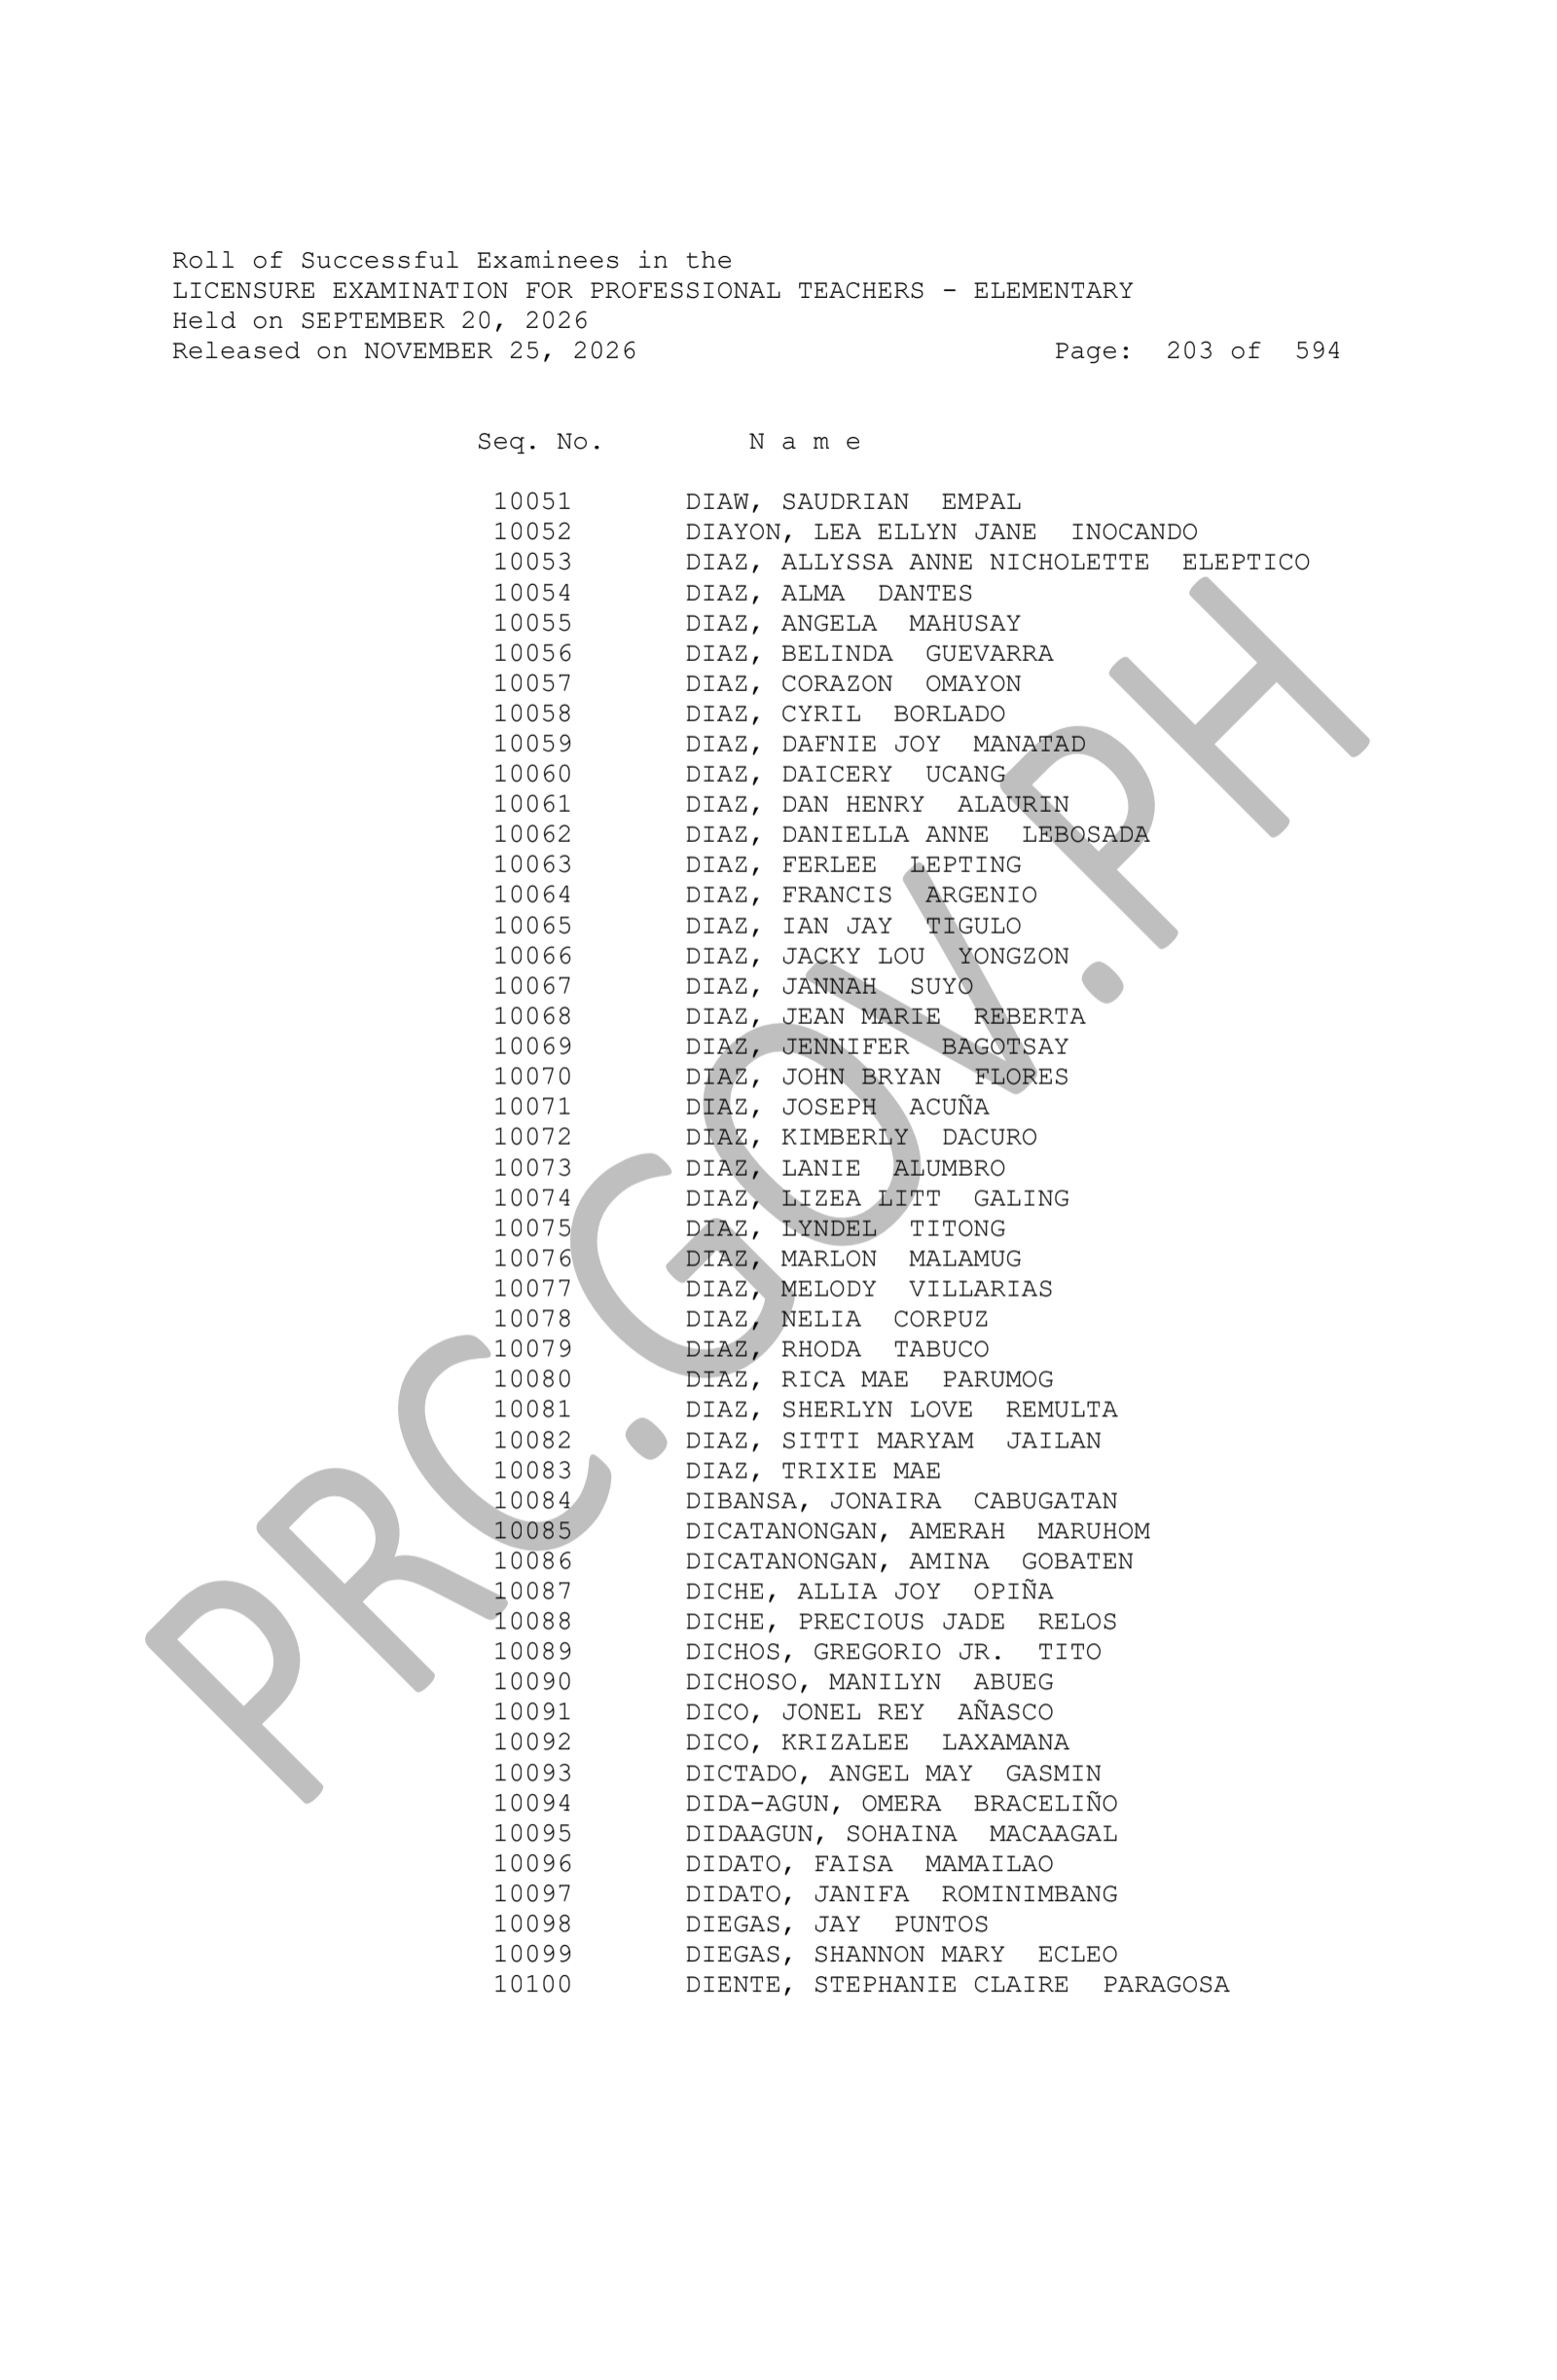 Roll of Successful Examinees in the
LICENSURE EXAMINATION FOR PROFESSIONAL TEACHERS - ELEMENTARY
Held on SEPTEMBER 20, 2026
Released on NOVEMBER 25, 2026 Page: 203 of 594
Seq. No. N a m e
10051 DIAW, SAUDRIAN EMPAL
10052 DIAYON, LEA ELLYN JANE INOCANDO
10053 DIAZ, ALLYSSA ANNE NICHOLETTE ELEPTICO
10054 DIAZ, ALMA DANTES
10055 DIAZ, ANGELA MAHUSAY
10056 DIAZ, BELINDA GUEVARRA
10057 DIAZ, CORAZON OMAYON
10058 DIAZ, CYRIL BORLADO
10059 DIAZ, DAFNIE JOY MANATAD
10060 DIAZ, DAICERY UCANG
10061 DIAZ, DAN HENRY ALAURIN
10062 DIAZ, DANIELLA ANNE LEBOSADA
10063 DIAZ, FERLEE LEPTING
10064 DIAZ, FRANCIS ARGENIO
10065 DIAZ, IAN JAY TIGULO
10066 DIAZ, JACKY LOU YONGZON
10067 DIAZ, JANNAH SUYO
10068 DIAZ, JEAN MARIE REBERTA
10069 DIAZ, JENNIFER BAGOTSAY
10070 DIAZ, JOHN BRYAN FLORES
10071 DIAZ, JOSEPH ACUÑA
10072 DIAZ, KIMBERLY DACURO
10073 DIAZ, LANIE ALUMBRO
10074 DIAZ, LIZEA LITT GALING
10075 DIAZ, LYNDEL TITONG
10076 DIAZ, MARLON MALAMUG
10077 DIAZ, MELODY VILLARIAS
10078 DIAZ, NELIA CORPUZ
10079 DIAZ, RHODA TABUCO
10080 DIAZ, RICA MAE PARUMOG
10081 DIAZ, SHERLYN LOVE REMULTA
10082 DIAZ, SITTI MARYAM JAILAN
10083 DIAZ, TRIXIE MAE
10084 DIBANSA, JONAIRA CABUGATAN
10085 DICATANONGAN, AMERAH MARUHOM
10086 DICATANONGAN, AMINA GOBATEN
10087 DICHE, ALLIA JOY OPIÑA
10088 DICHE, PRECIOUS JADE RELOS
10089 DICHOS, GREGORIO JR. TITO
10090 DICHOSO, MANILYN ABUEG
10091 DICO, JONEL REY AÑASCO
10092 DICO, KRIZALEE LAXAMANA
10093 DICTADO, ANGEL MAY GASMIN
10094 DIDA-AGUN, OMERA BRACELIÑO
10095 DIDAAGUN, SOHAINA MACAAGAL
10096 DIDATO, FAISA MAMAILAO
10097 DIDATO, JANIFA ROMINIMBANG
10098 DIEGAS, JAY PUNTOS
10099 DIEGAS, SHANNON MARY ECLEO
10100 DIENTE, STEPHANIE CLAIRE PARAGOSA
PRC.GOV.PH